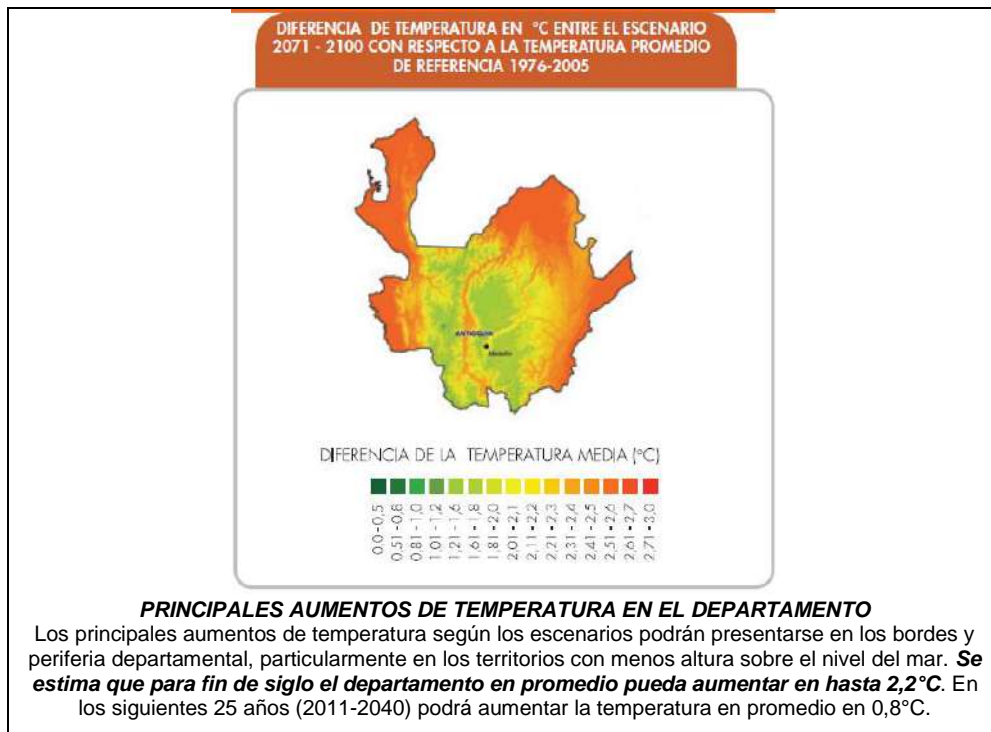 DIFERENCIA DE TEMPERATURA EN °C ENTRE EL ESCENARIO
2071 - 2100 CON RESPECTO A LA TEMPERATURA PROMEDIO
DE REFERENCIA 1976-2005
ANTIOQUIA
Medellín
DIFERENCIA DE LA TEMPERATURA MEDIA (°C)
0,0-0,5
0,51-0,8
0,81-1,0
1,01-1,2
1,21-1,6
1,61-1,8
1,81-2,0
2,01-2,1
2,11-2,2
2,21-2,3
2,31-2,4
2,41-2,5
2,51-2,6
2,61-2,7
2,71-3,0
PRINCIPALES AUMENTOS DE TEMPERATURA EN EL DEPARTAMENTO
Los principales aumentos de temperatura según los escenarios podrán presentarse en los bordes y
periferia departamental, particularmente en los territorios con menos altura sobre el nivel del mar. Se
estima que para fin de siglo el departamento en promedio pueda aumentar en hasta 2,2°C. En
los siguientes 25 años (2011-2040) podrá aumentar la temperatura en promedio en 0,8°C.